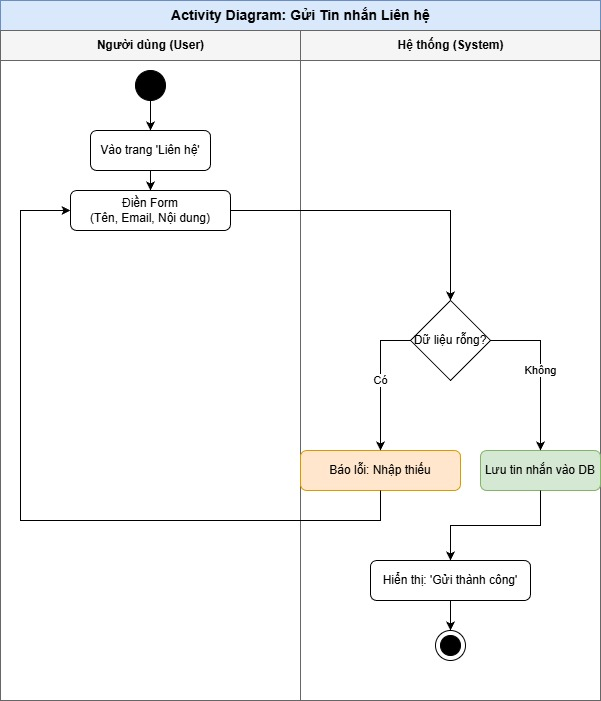 Activity Diagram: Gửi Tin nhắn Liên hệ
Người dùng (User)
Hệ thống (System)
Vào trang 'Liên hệ'
Điền Form
(Tên, Email, Nội dung)
Dữ liệu rỗng?
Có
Không
Báo lỗi: Nhập thiếu
Lưu tin nhắn vào DB
Hiển thị: 'Gửi thành công'